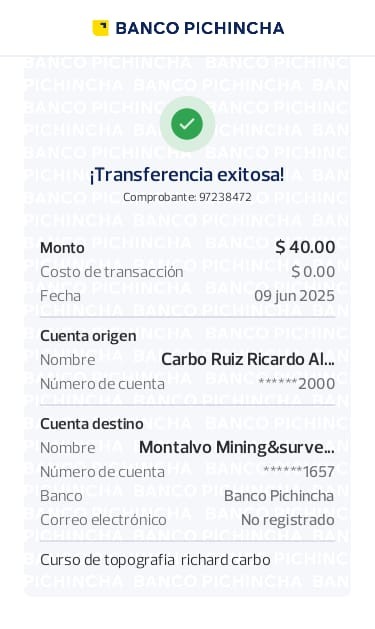 BANCO PICHINCHA
¡Transferencia exitosa!
Comprobante: 97238472
Monto $ 40.00
Costo de transacción $ 0.00
Fecha 09 jun 2025
Cuenta origen
Nombre Carbo Ruiz Ricardo Al...
Número de cuenta ******2000
Cuenta destino
Nombre Montalvo Mining&surve...
Número de cuenta ******1657
Banco Banco Pichincha
Correo electrónico No registrado
Curso de topografia richard carbo